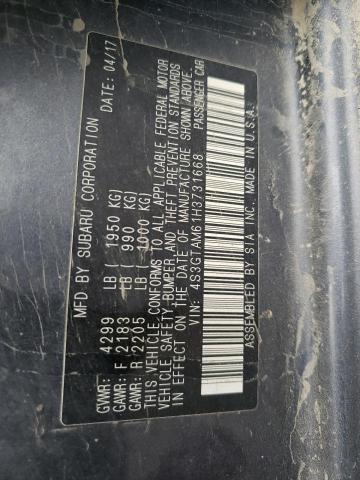 MFD BY SUBARU CORPORATION DATE: 04/17
GVWR: 4299 LB ( 1950 KG)
GAWR: F 2183 LB ( 990 KG)
GAWR: R 2205 LB ( 1000 KG)
THIS VEHICLE CONFORMS TO ALL APPLICABLE FEDERAL MOTOR
VEHICLE SAFETY BUMPER AND THEFT PREVENTION STANDARDS
IN EFFECT ON THE DATE OF MANUFACTURE SHOWN ABOVE.
VIN: 4S3GTAM61H3731668 PASSENGER CAR
ASSEMBLED BY SIA INC. MADE IN U.S.A.